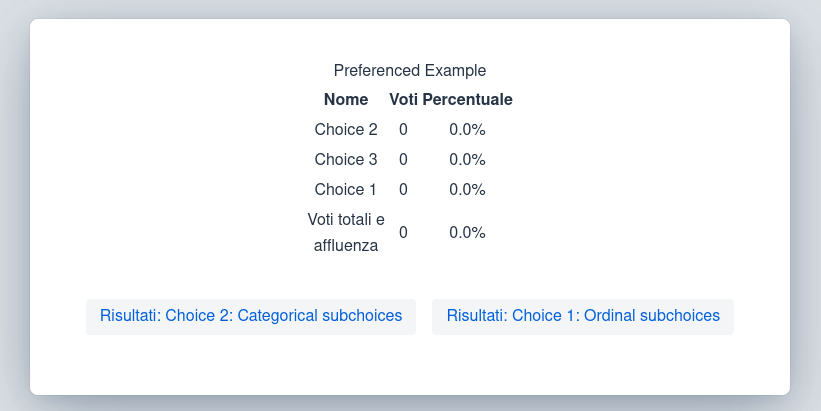 Preferenced Example
Nome Voti Percentuale
Choice 2 0 0.0%
Choice 3 0 0.0%
Choice 1 0 0.0%
Voti totali e
affluenza 0 0.0%
Risultati: Choice 2: Categorical subchoices Risultati: Choice 1: Ordinal subchoices